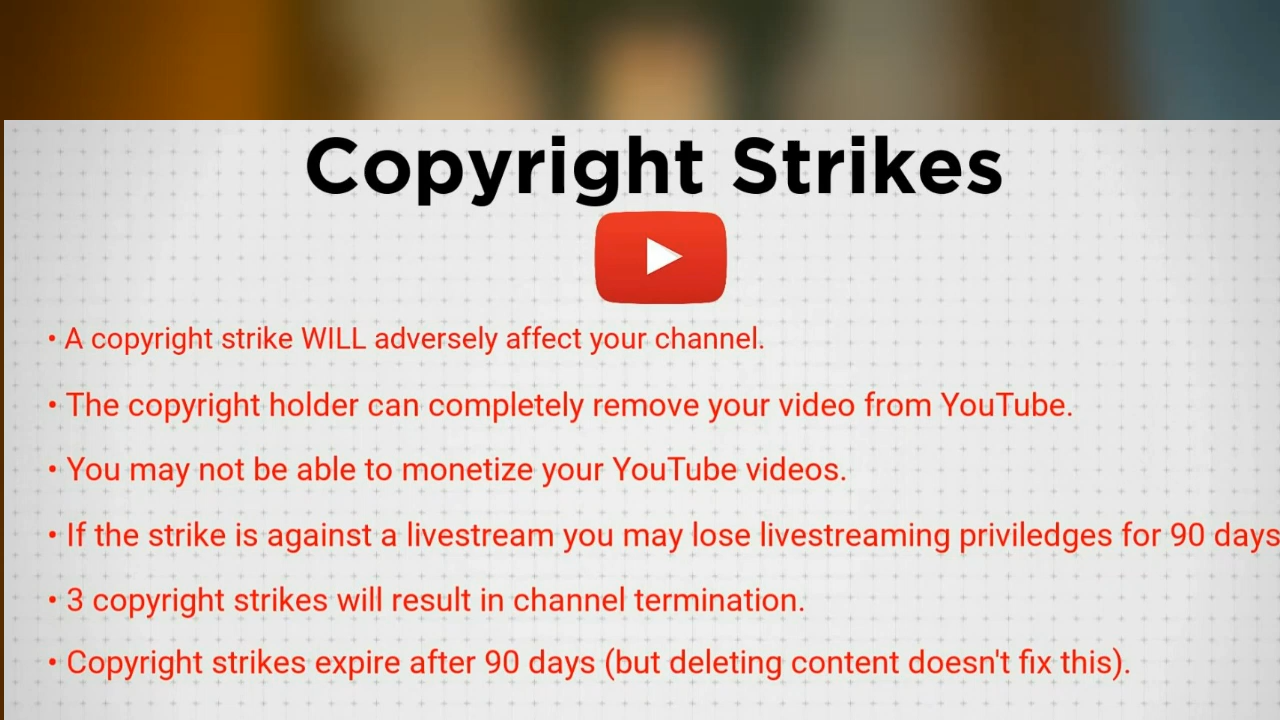 Copyright Strikes
• A copyright strike WILL adversely affect your channel.
• The copyright holder can completely remove your video from YouTube.
• You may not be able to monetize your YouTube videos.
• If the strike is against a livestream you may lose livestreaming priviledges for 90 days
• 3 copyright strikes will result in channel termination.
• Copyright strikes expire after 90 days (but deleting content doesn't fix this).